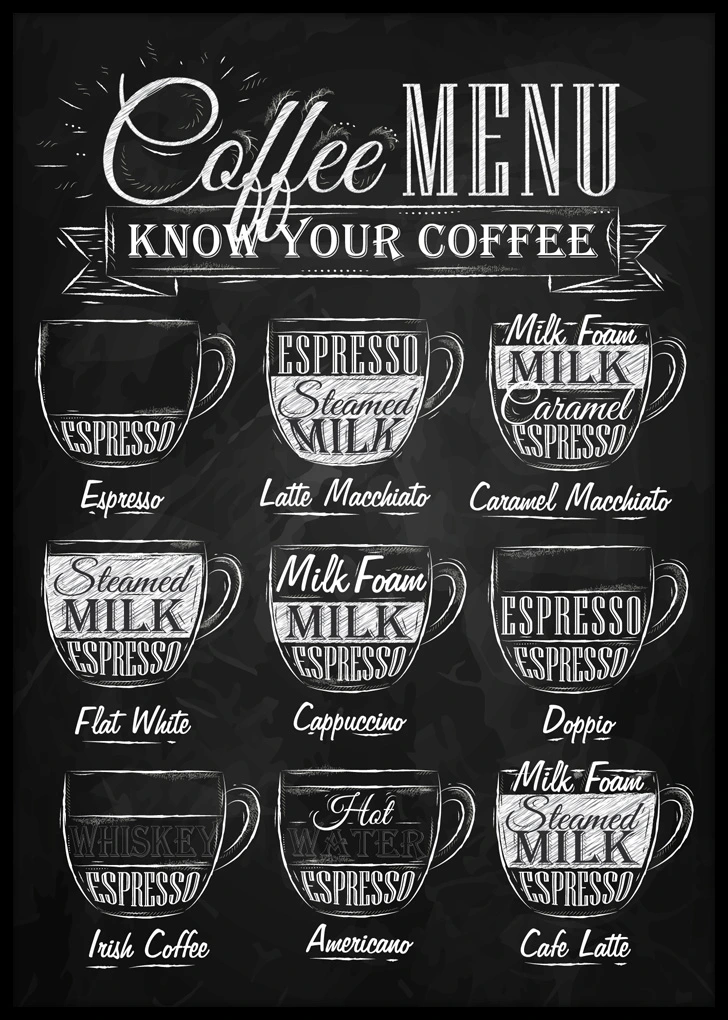 Coffee MENU
KNOW YOUR COFFEE
ESPRESSO
Espresso
ESPRESSO
Steamed
MILK
Latte Macchiato
Milk Foam
MILK
Caramel
ESPRESSO
Caramel Macchiato
Steamed
MILK
ESPRESSO
Flat White
Milk Foam
MILK
ESPRESSO
Cappuccino
ESPRESSO
ESPRESSO
Doppio
WHISKEY
ESPRESSO
Irish Coffee
Hot
WATER
ESPRESSO
Americano
Milk Foam
Steamed
MILK
ESPRESSO
Cafe Latte